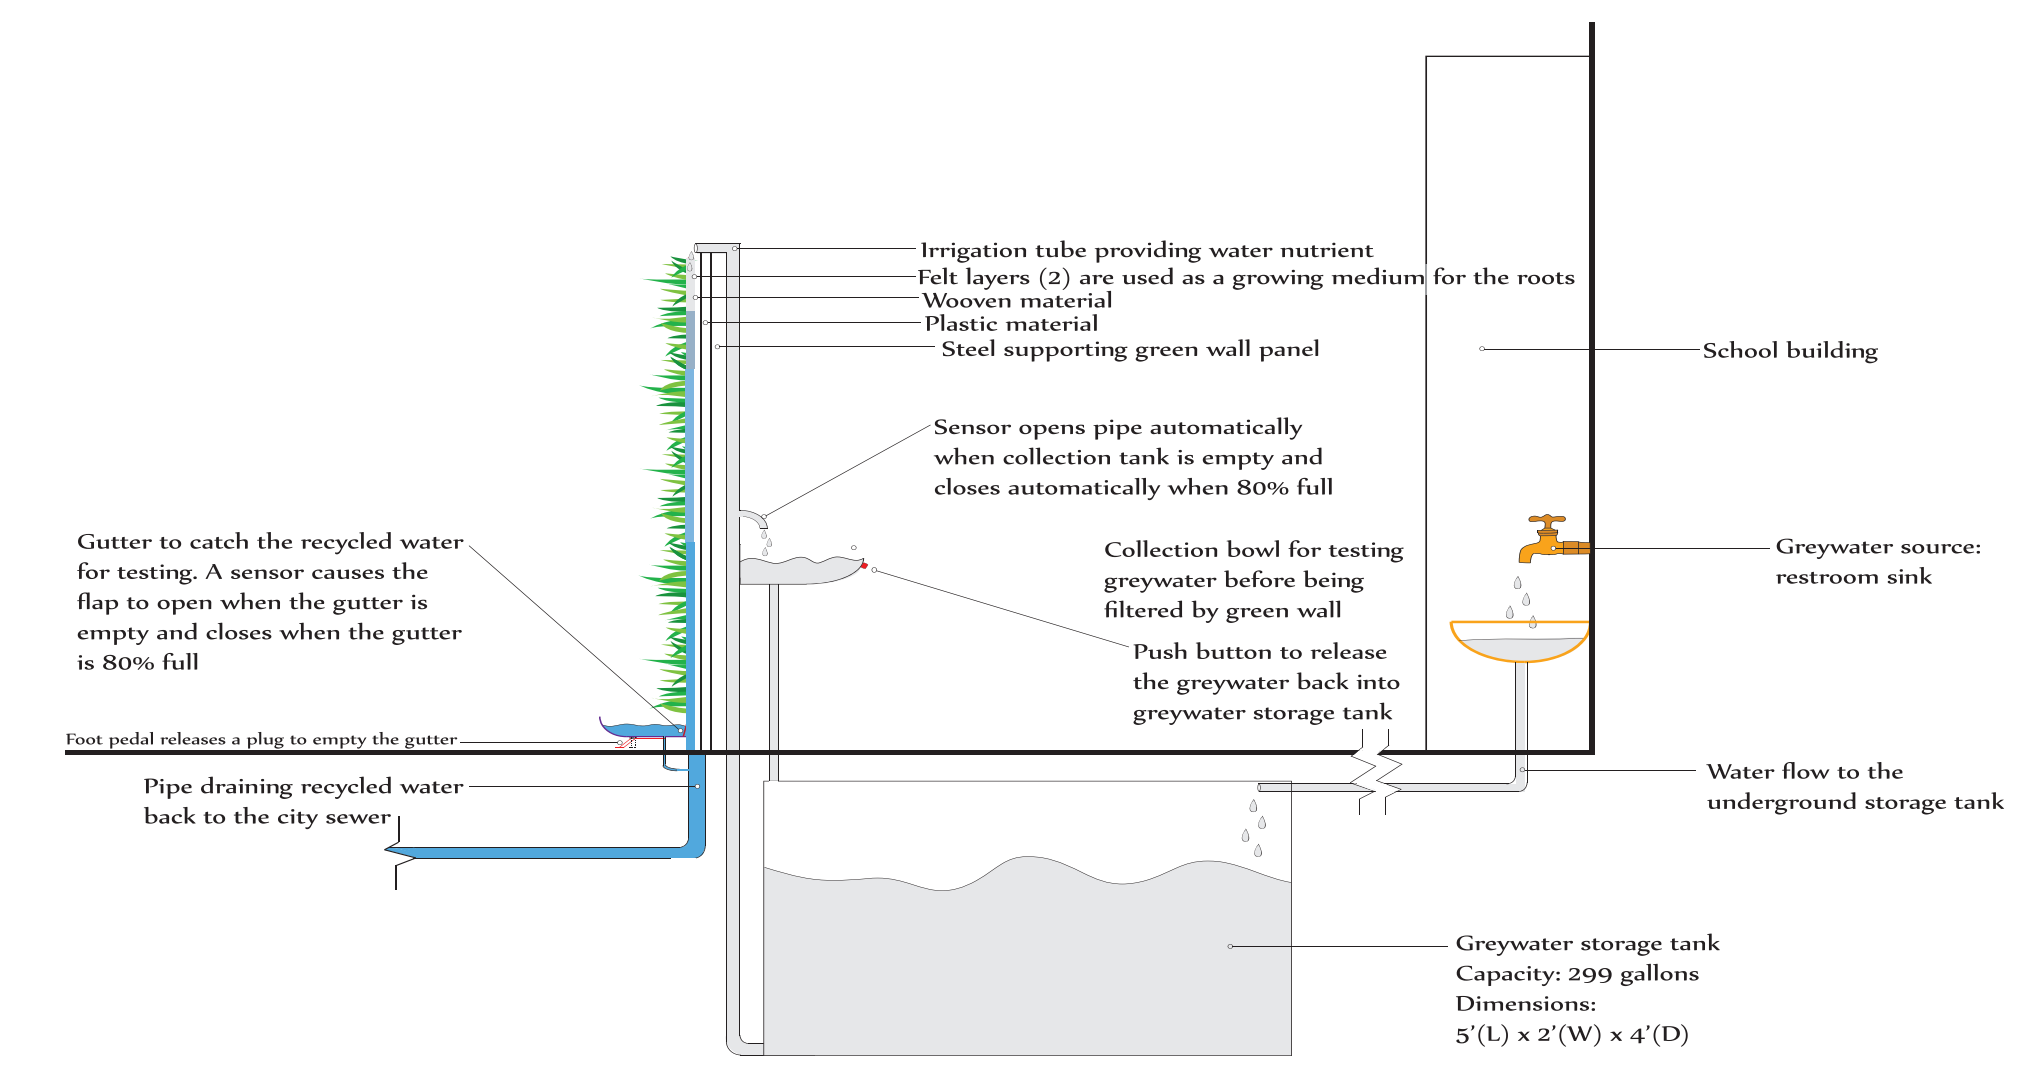 Irrigation tube providing water nutrient
Felt layers (2) are used as a growing medium for the roots
Wooven material
Plastic material
Steel supporting green wall panel
School building
Sensor opens pipe automatically
when collection tank is empty and
closes automatically when 80% full
Gutter to catch the recycled water
for testing. A sensor causes the
flap to open when the gutter is
empty and closes when the gutter
is 80% full
Collection bowl for testing
greywater before being
filtered by green wall
Greywater source:
restroom sink
Push button to release
the greywater back into
greywater storage tank
Foot pedal releases a plug to empty the gutter
Pipe draining recycled water
back to the city sewer
Water flow to the
underground storage tank
Greywater storage tank
Capacity: 299 gallons
Dimensions:
5'(L) x 2'(W) x 4'(D)